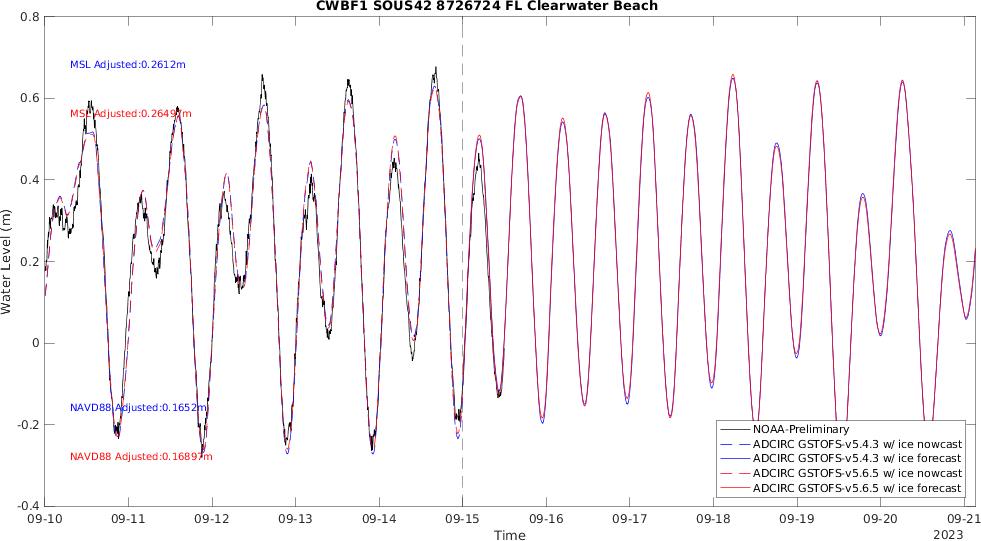 CWBF1 SOUS42 8726724 FL Clearwater Beach
0.8
0.6
0.4
0.2
0
-0.2
-0.4
Water Level (m)
MSL Adjusted:0.2612m
MSL Adjusted:0.26497m
NAVD88 Adjusted:0.1652m
NAVD88 Adjusted:0.16897m
NOAA-Preliminary
ADCIRC GSTOFS-v5.4.3 w/ ice nowcast
ADCIRC GSTOFS-v5.4.3 w/ ice forecast
ADCIRC GSTOFS-v5.6.5 w/ ice nowcast
ADCIRC GSTOFS-v5.6.5 w/ ice forecast
09-10 09-11 09-12 09-13 09-14 09-15 09-16 09-17 09-18 09-19 09-20 09-21
2023
Time